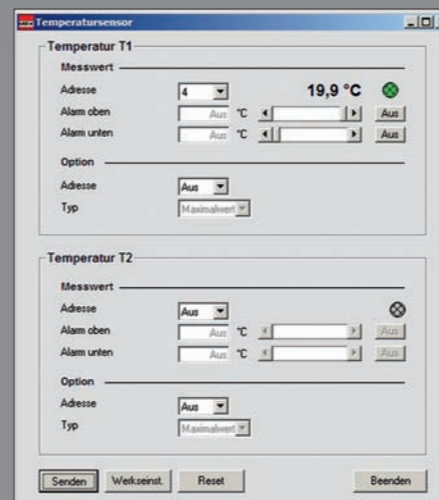 Temperatursensor
Temperatur T1
Messwert
Adresse 4 19,9 °C
Alarm oben Aus °C Aus
Alarm unten Aus °C Aus
Option
Adresse Aus
Typ Maximalwert
Temperatur T2
Messwert
Adresse Aus
Alarm oben Aus °C Aus
Alarm unten Aus °C Aus
Option
Adresse Aus
Typ Maximalwert
Senden Werkseinst. Reset Beenden